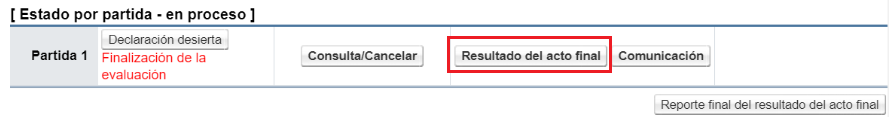 [ Estado por partida - en proceso ]
Partida 1
Declaración desierta
Finalización de la
evaluación
Consulta/Cancelar
Resultado del acto final
Comunicación
Reporte final del resultado del acto final